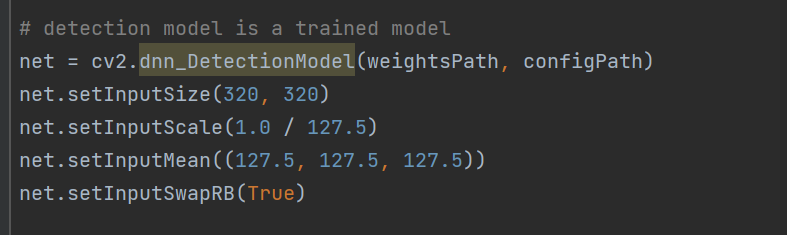 # detection model is a trained model
net = cv2.dnn_DetectionModel(weightsPath, configPath)
net.setInputSize(320, 320)
net.setInputScale(1.0 / 127.5)
net.setInputMean((127.5, 127.5, 127.5))
net.setInputSwapRB(True)